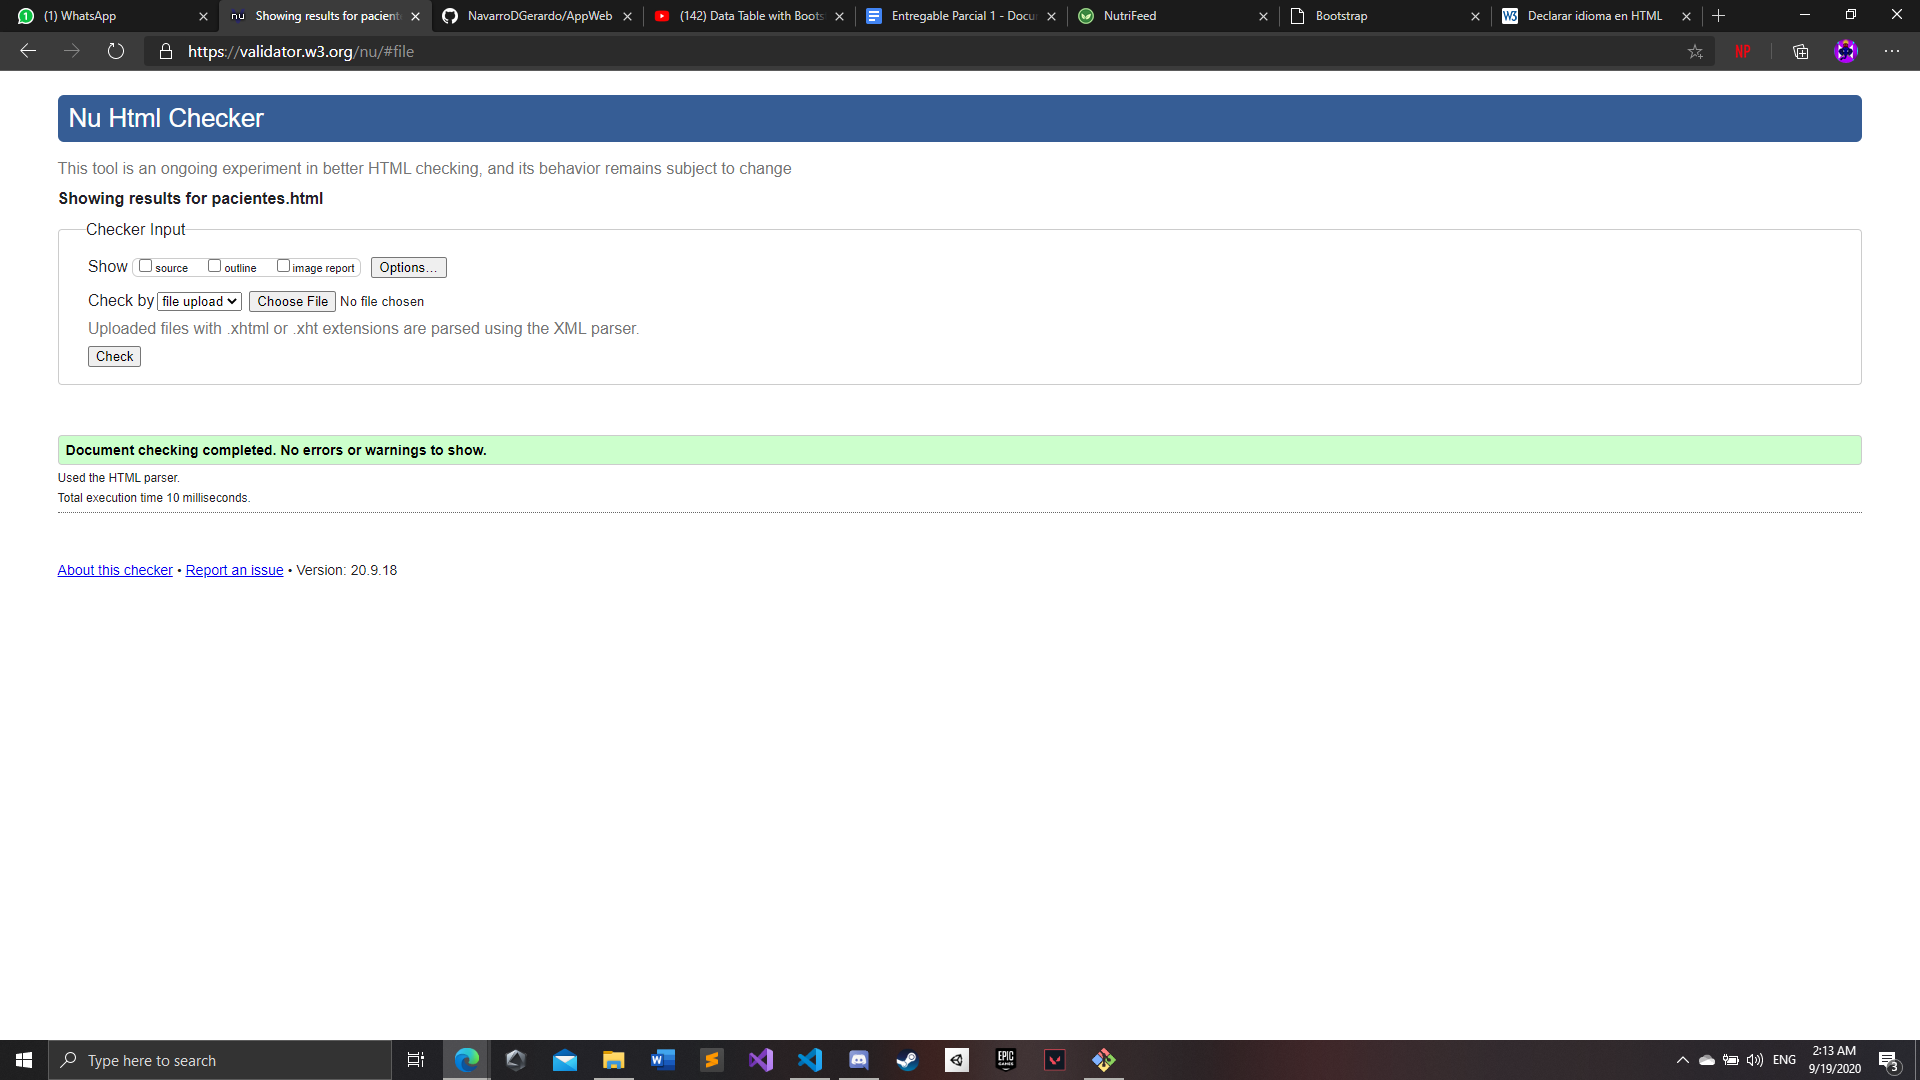 (1) WhatsApp
nu Showing results for pacient
NavarroDGerardo/AppWeb
(142) Data Table with Boots
Entregable Parcial 1 - Docu
NutriFeed
Bootstrap
W3 Declarar idioma en HTML
https://validator.w3.org/nu/#file
NP
Nu Html Checker
This tool is an ongoing experiment in better HTML checking, and its behavior remains subject to change
Showing results for pacientes.html
Checker Input
Show source outline image report Options...
Check by file upload Choose File No file chosen
Uploaded files with .xhtml or .xht extensions are parsed using the XML parser.
Check
Document checking completed. No errors or warnings to show.
Used the HTML parser.
Total execution time 10 milliseconds.
About this checker • Report an issue • Version: 20.9.18
Type here to search
EPIC GAMES
ENG
2:13 AM
9/19/2020
3